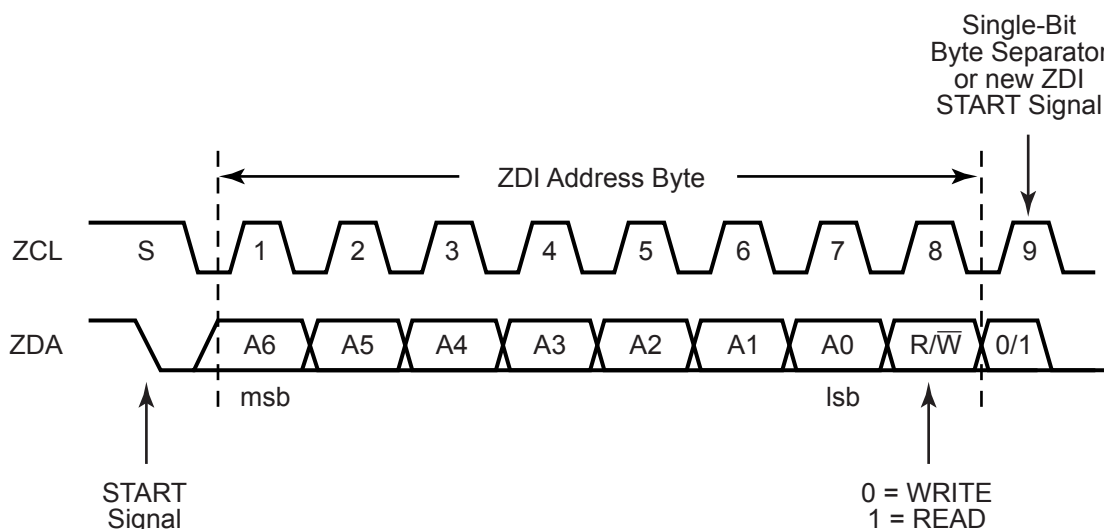 Single-Bit
Byte Separator
or new ZDI
START Signal
ZDI Address Byte
ZCL S 1 2 3 4 5 6 7 8 9
ZDA A6 A5 A4 A3 A2 A1 A0 R/W̅ 0/1
msb lsb
START
Signal
0 = WRITE
1 = READ